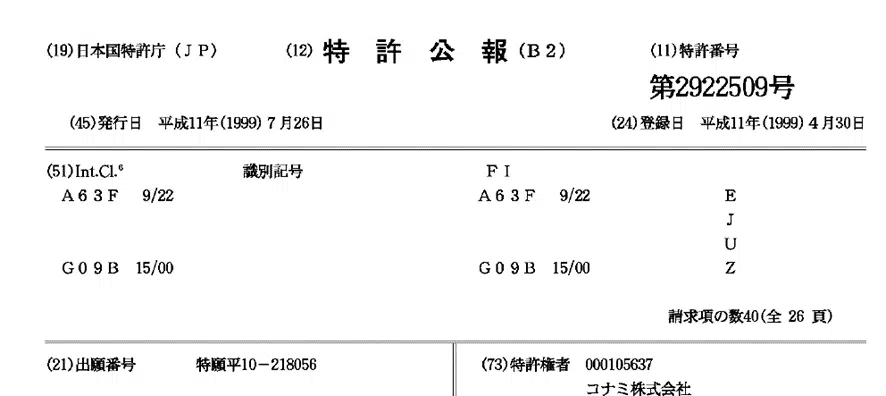 (19)日本国特許庁(JP) (12)特 許 公 報(B2) (11)特許番号
第2922509号
(45)発行日 平成11年(1999)7月26日 (24)登録日 平成11年(1999)4月30日
(51)Int.Cl.⁶ 識別記号 FI
A63F 9/22 A63F 9/22 E
J
U
G09B 15/00 G09B 15/00 Z
請求項の数40(全 26 頁)
(21)出願番号 特願平10-218056 (73)特許権者 000105637
コナミ株式会社